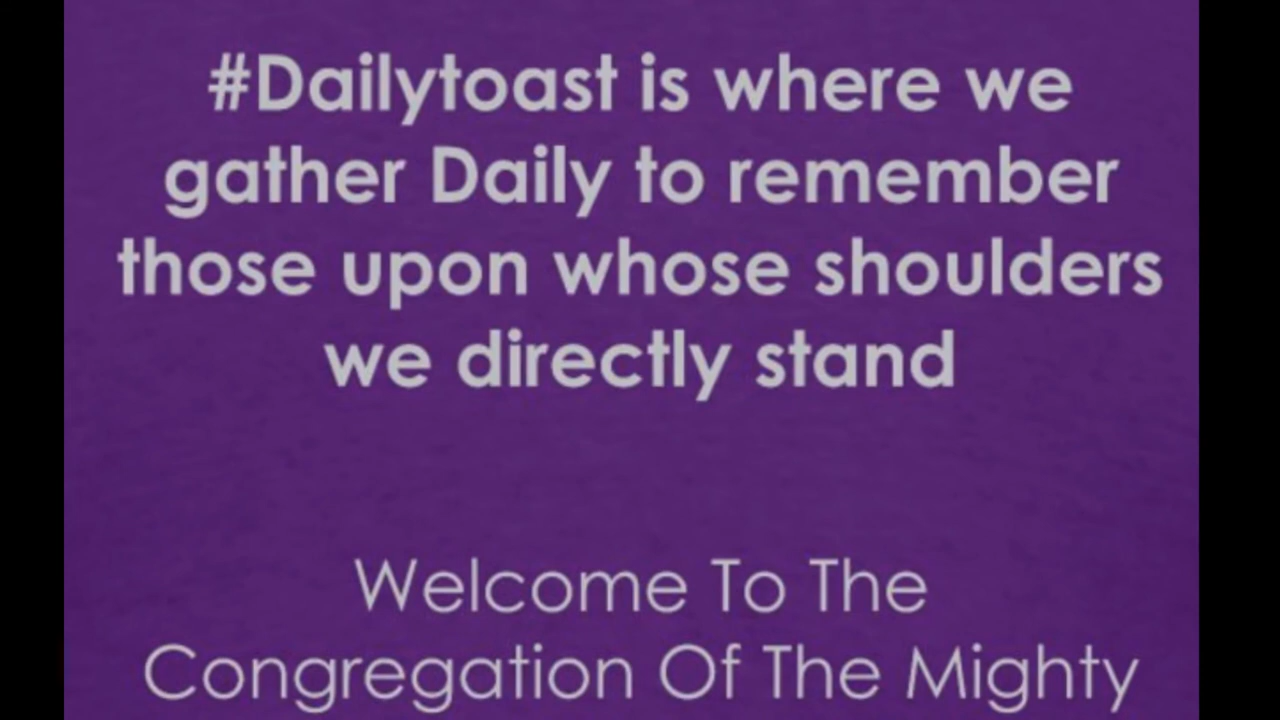 #Dailytoast is where we
gather Daily to remember
those upon whose shoulders
we directly stand
Welcome To The
Congregation Of The Mighty